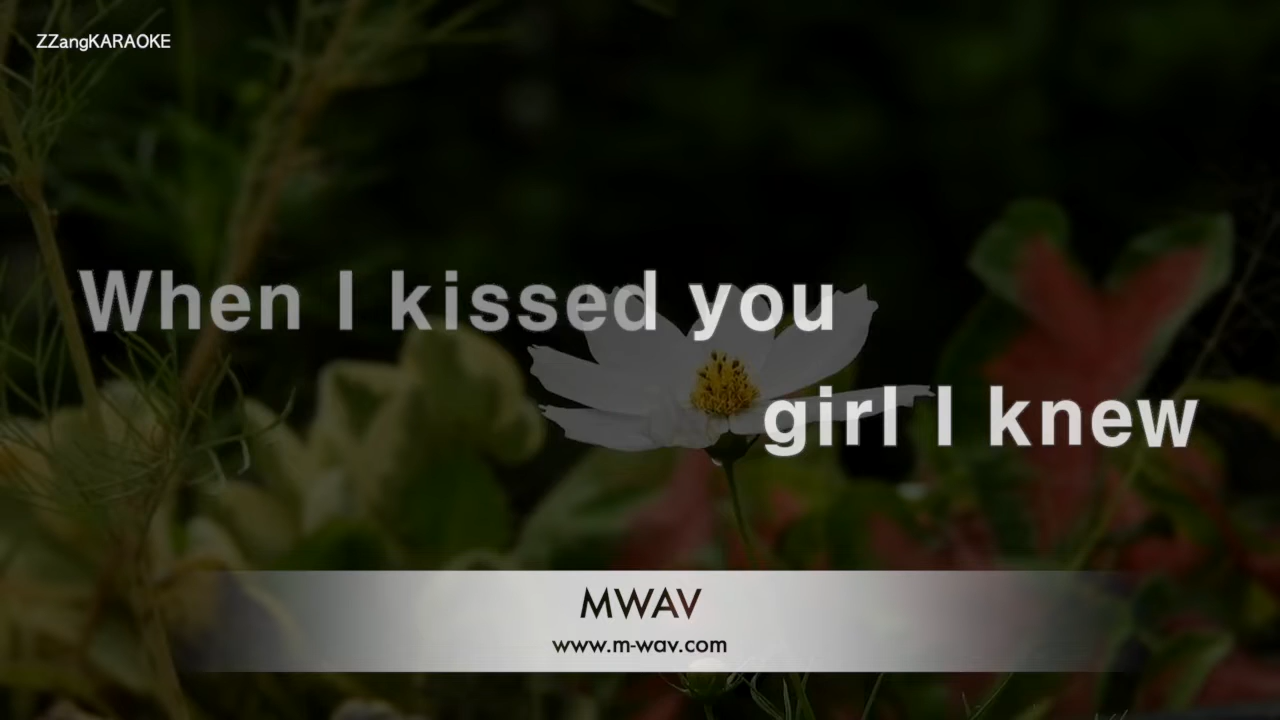 ZZangKARAOKE
When I kissed you
girl I knew
MWAV
www.m-wav.com